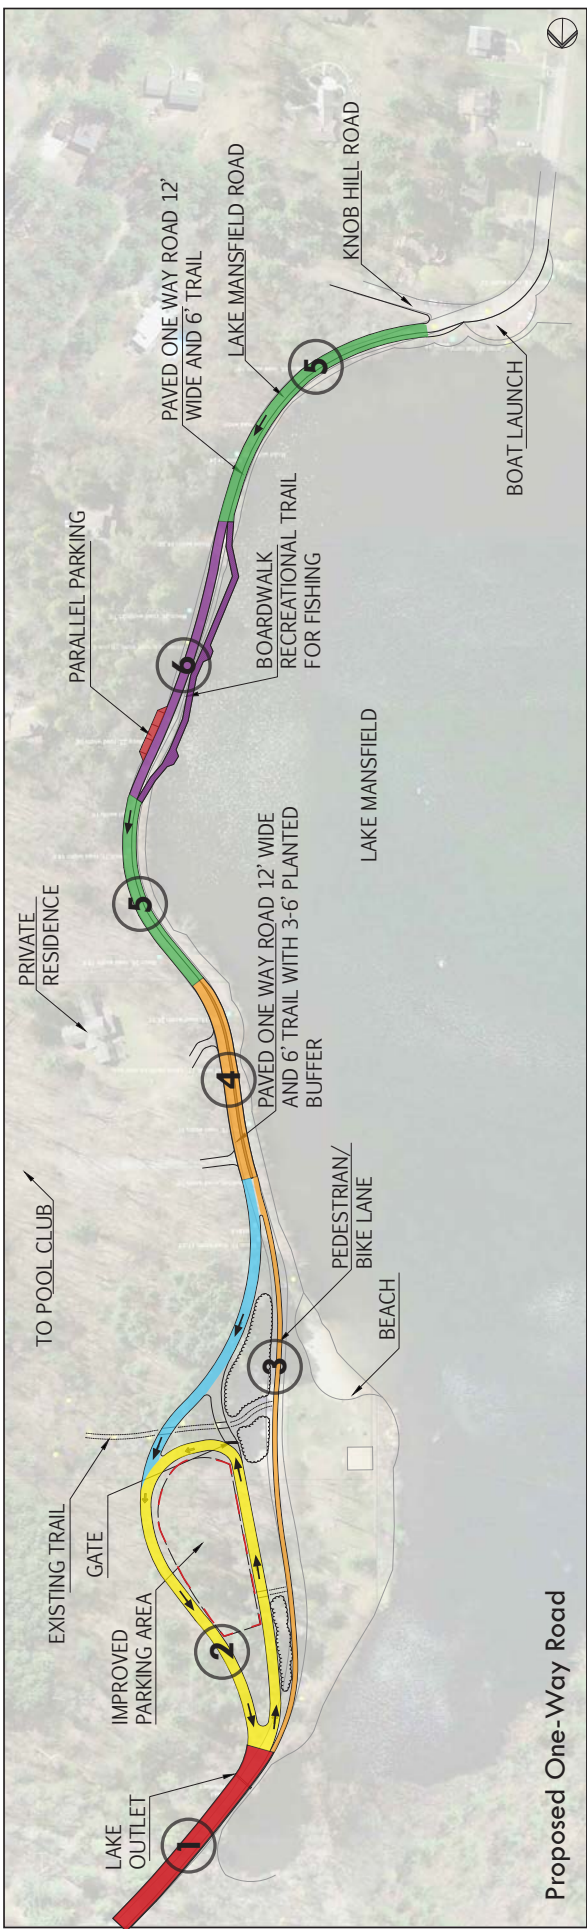 LAKE
OUTLET
1
IMPROVED
PARKING AREA
2
GATE
EXISTING TRAIL
TO POOL CLUB
PRIVATE
RESIDENCE
PARALLEL PARKING
PAVED ONE WAY ROAD 12'
WIDE AND 6' TRAIL
LAKE MANSFIELD ROAD
KNOB HILL ROAD
3
4
5
6
5
BEACH
PEDESTRIAN/
BIKE LANE
PAVED ONE WAY ROAD 12' WIDE
AND 6' TRAIL WITH 3-6' PLANTED
BUFFER
BOARDWALK
RECREATIONAL TRAIL
FOR FISHING
LAKE MANSFIELD
BOAT LAUNCH
Proposed One-Way Road